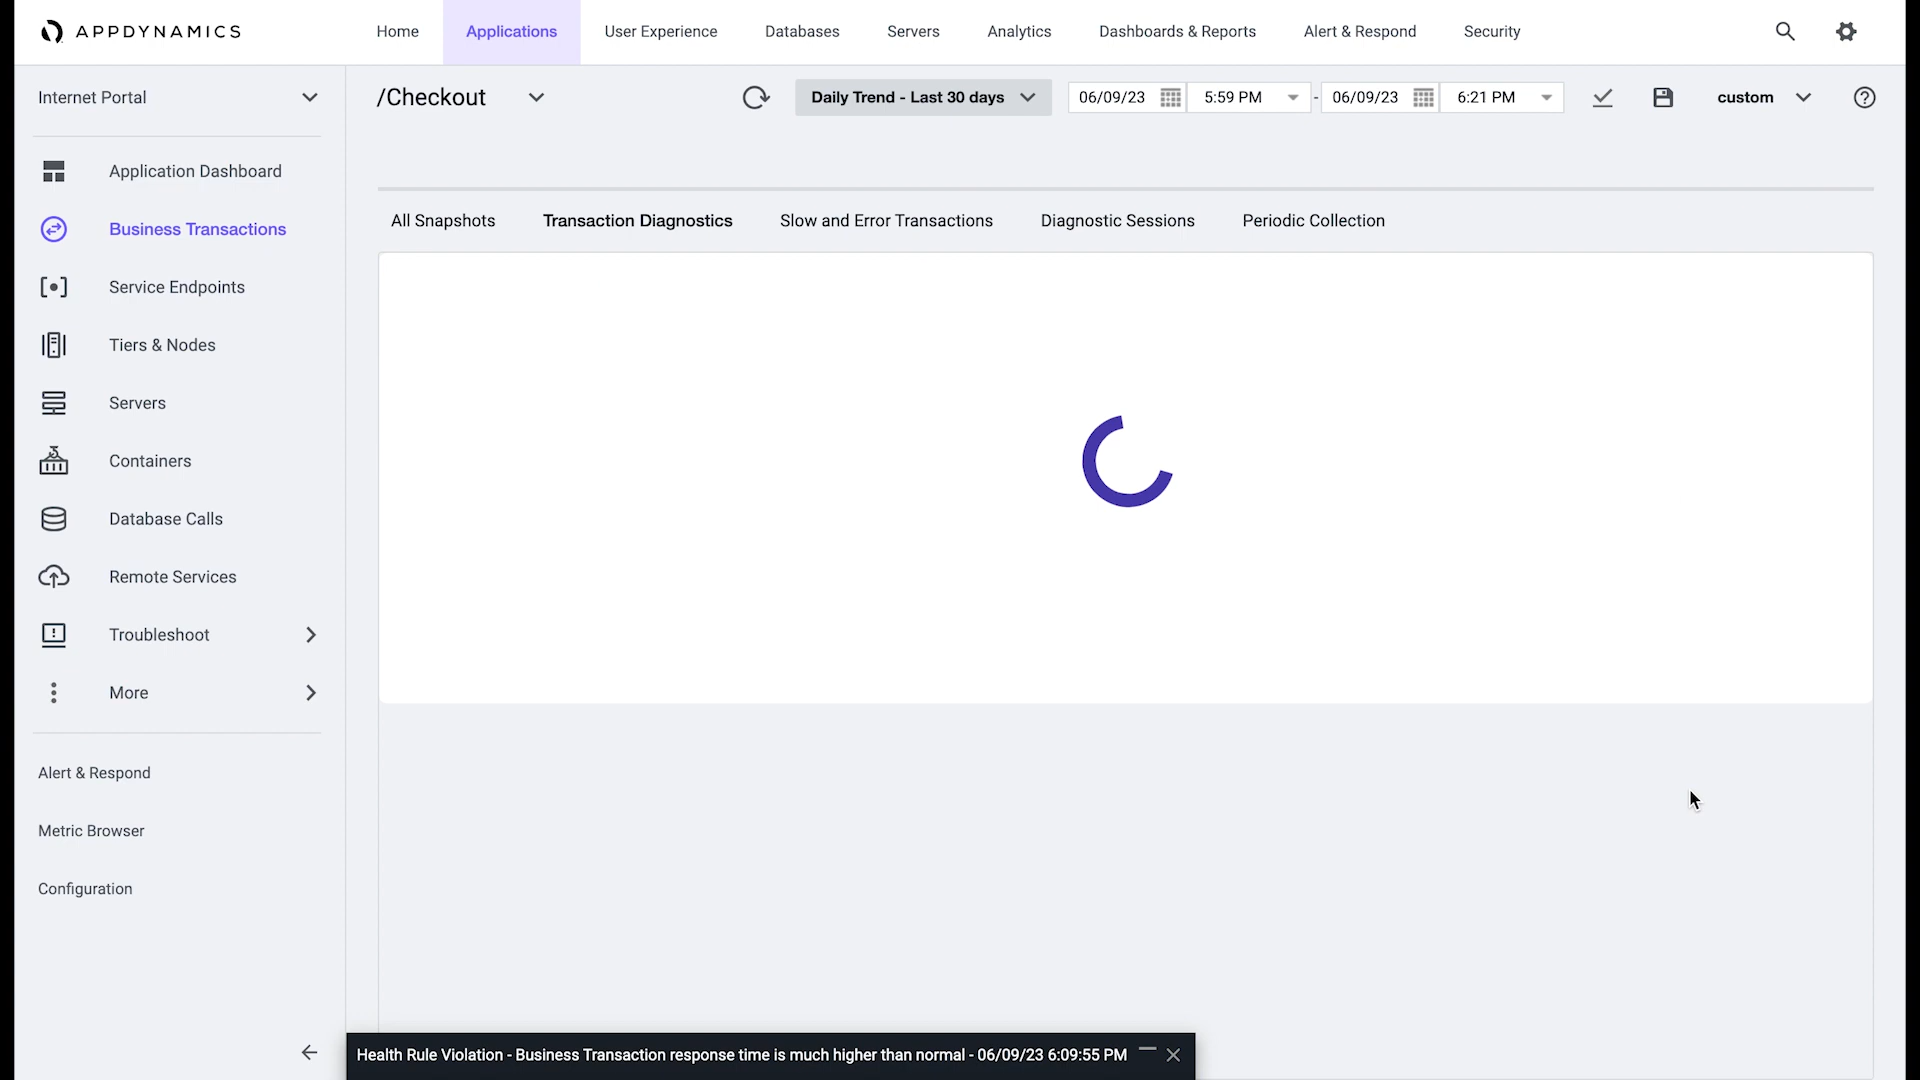 APPDYNAMICS
Home
Applications
User Experience
Databases
Servers
Analytics
Dashboards & Reports
Alert & Respond
Security
Internet Portal
/Checkout
Daily Trend - Last 30 days
06/09/23
5:59 PM
-
06/09/23
6:21 PM
custom
Application Dashboard
Business Transactions
Service Endpoints
Tiers & Nodes
Servers
Containers
Database Calls
Remote Services
Troubleshoot
More
Alert & Respond
Metric Browser
Configuration
All Snapshots
Transaction Diagnostics
Slow and Error Transactions
Diagnostic Sessions
Periodic Collection
Health Rule Violation - Business Transaction response time is much higher than normal - 06/09/23 6:09:55 PM